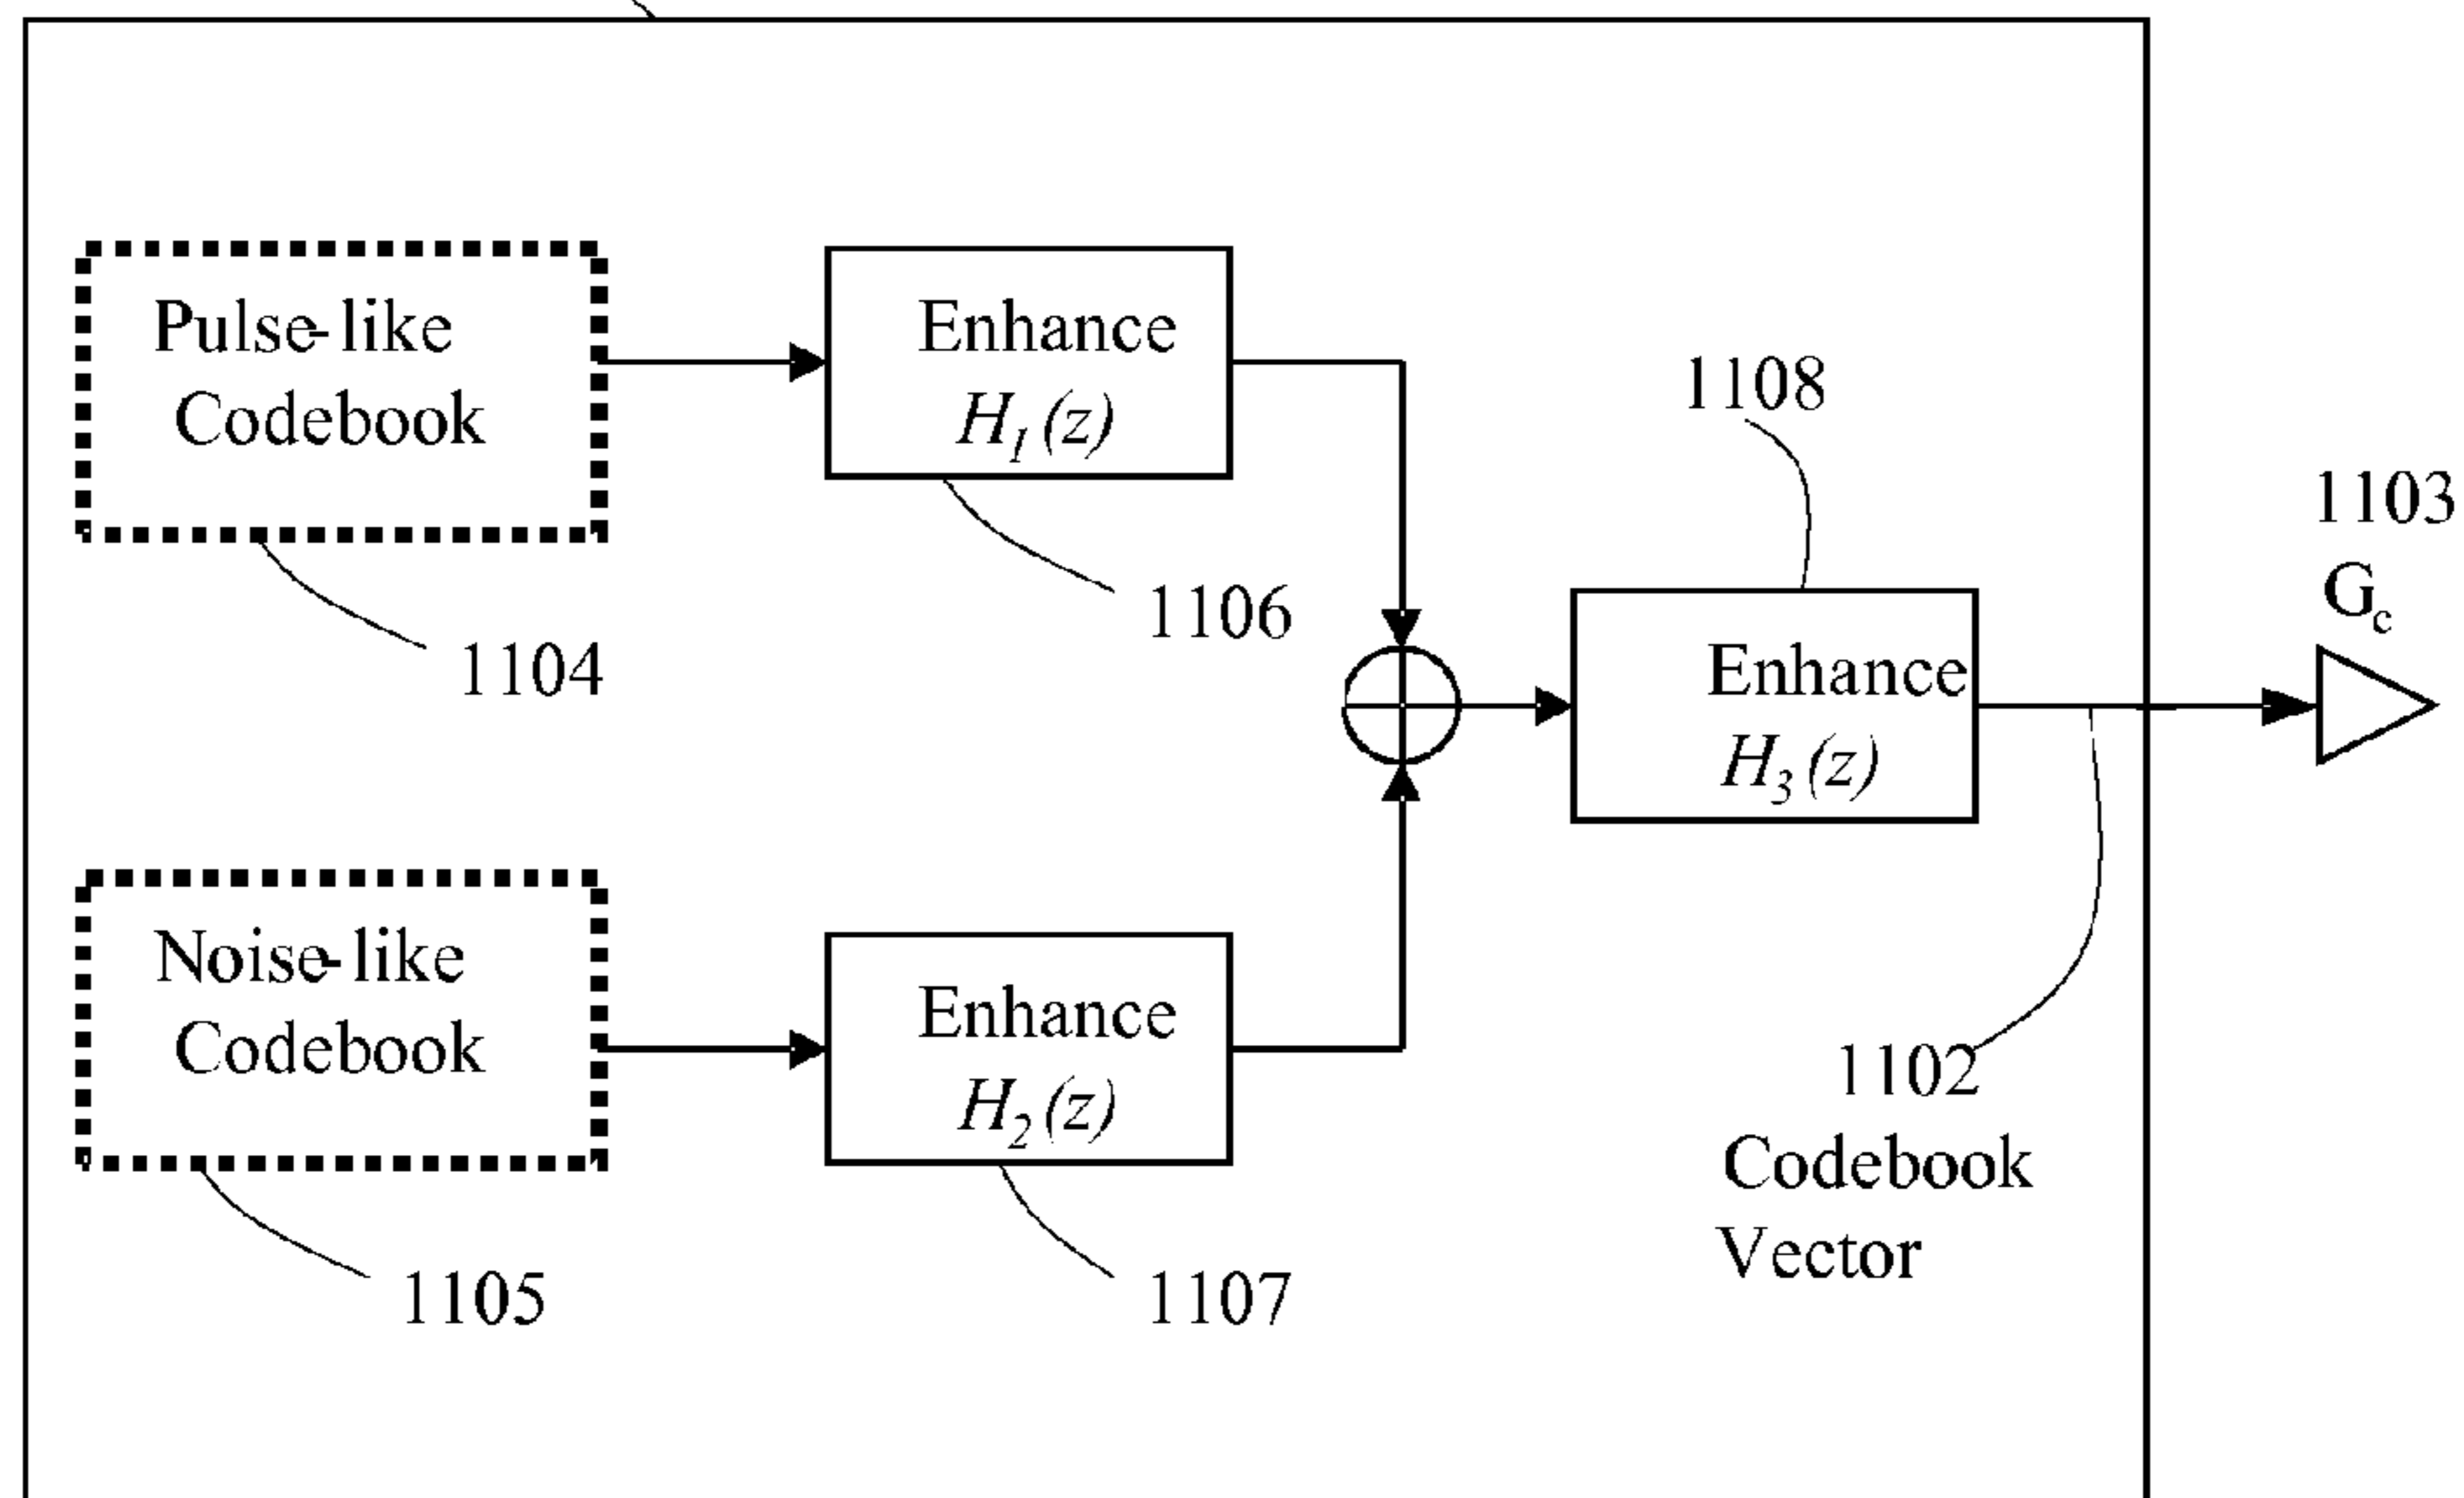 Pulse-like
Codebook
1104
Enhance
H1(z)
1106
1108
1103
Gc
Enhance
H3(z)
Noise-like
Codebook
1105
Enhance
H2(z)
1107
1102
Codebook
Vector